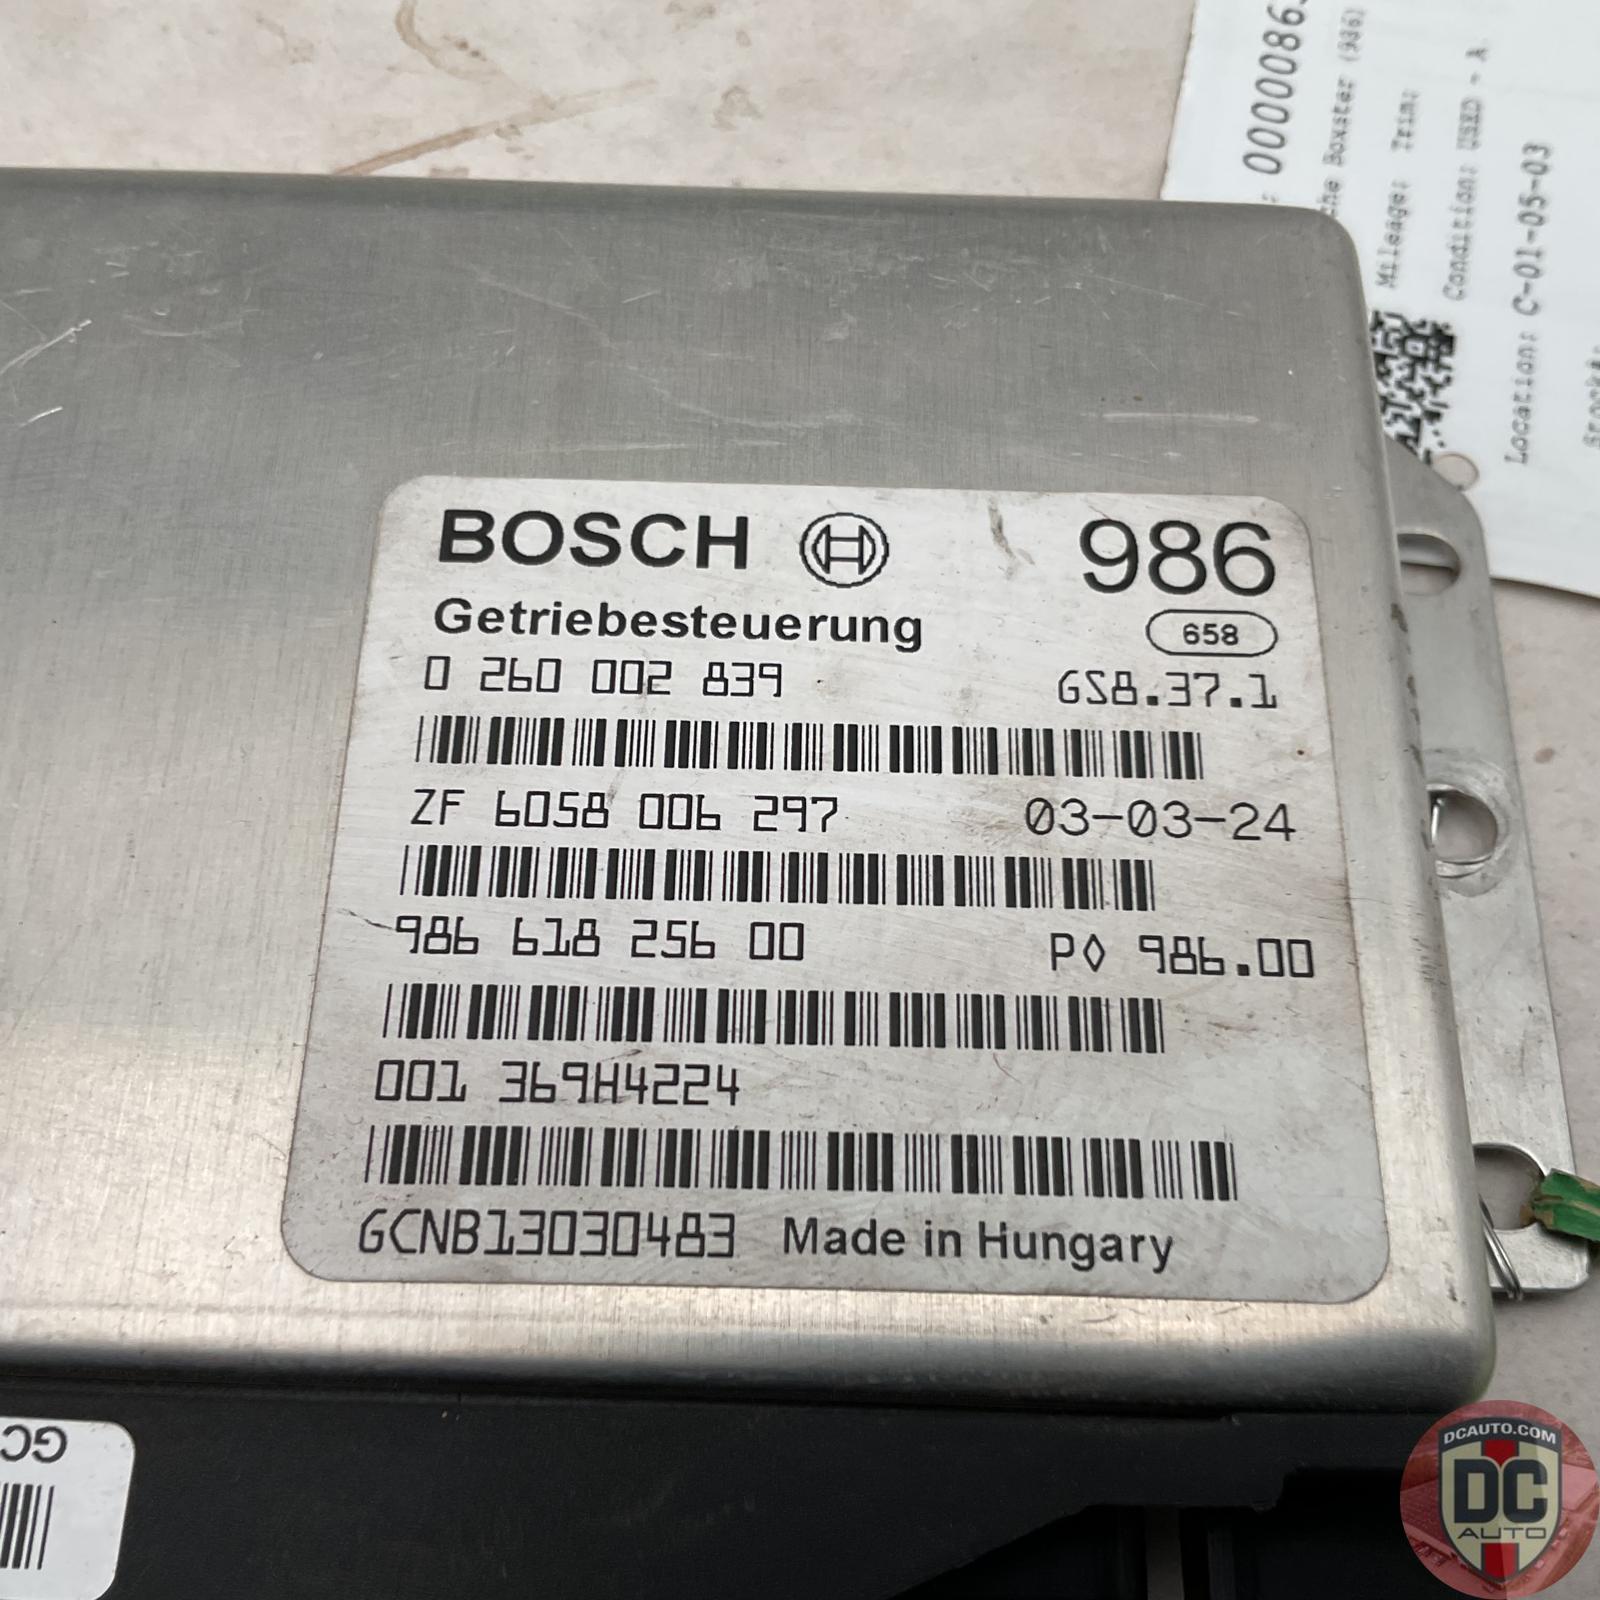 00000863
Boxster (986)
Mileage: Trim:
Condition: USED - A
Location: C-01-05-03
BOSCH 986
Getriebesteuerung 658
0 260 002 839 GS8.37.1
ZF 6058 006 297 03-03-24
986 618 256 00 P◊ 986.00
001 369H4224
GCNB13030483 Made in Hungary
GC
DCAUTO.COM
DC
AUTO